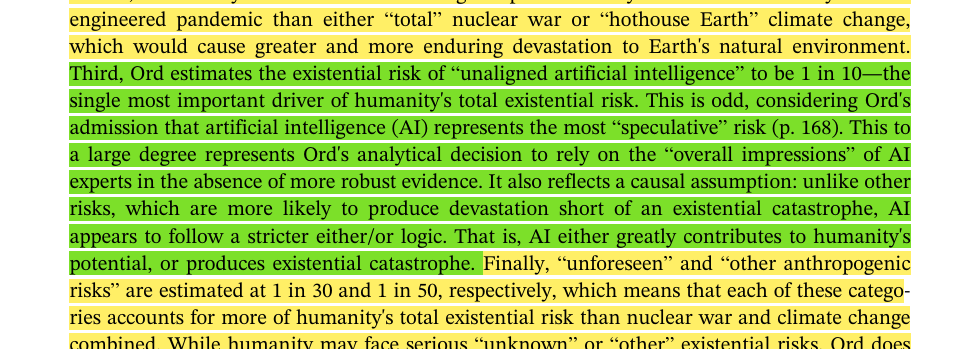 engineered pandemic than either “total” nuclear war or “hothouse Earth” climate change,
which would cause greater and more enduring devastation to Earth's natural environment.
Third, Ord estimates the existential risk of “unaligned artificial intelligence” to be 1 in 10—the
single most important driver of humanity's total existential risk. This is odd, considering Ord's
admission that artificial intelligence (AI) represents the most “speculative” risk (p. 168). This to
a large degree represents Ord's analytical decision to rely on the “overall impressions” of AI
experts in the absence of more robust evidence. It also reflects a causal assumption: unlike other
risks, which are more likely to produce devastation short of an existential catastrophe, AI
appears to follow a stricter either/or logic. That is, AI either greatly contributes to humanity's
potential, or produces existential catastrophe. Finally, “unforeseen” and “other anthropogenic
risks” are estimated at 1 in 30 and 1 in 50, respectively, which means that each of these catego-
ries accounts for more of humanity's total existential risk than nuclear war and climate change
combined. While humanity may face serious “unknown” or “other” existential risks, Ord does